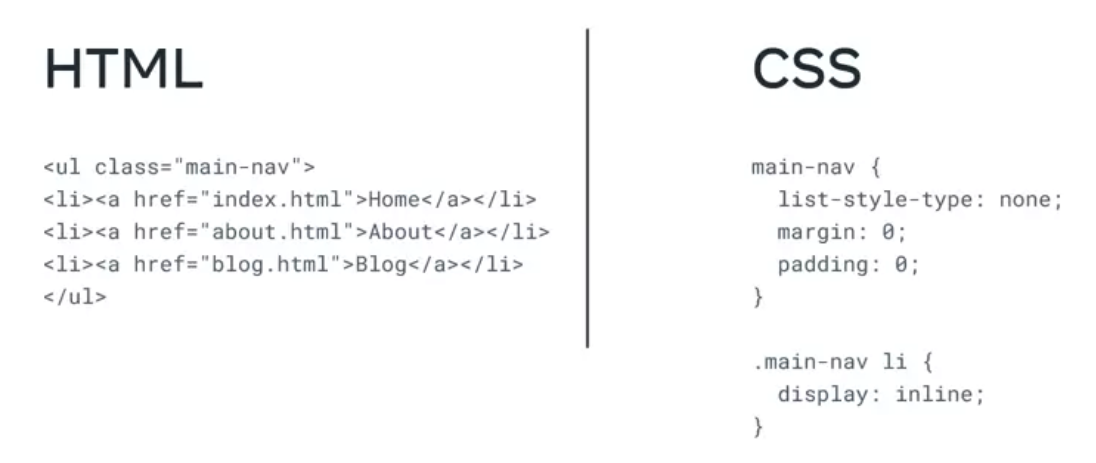 HTML
<ul class="main-nav">
<li><a href="index.html">Home</a></li>
<li><a href="about.html">About</a></li>
<li><a href="blog.html">Blog</a></li>
</ul>
CSS
main-nav {
  list-style-type: none;
  margin: 0;
  padding: 0;
}
.main-nav li {
  display: inline;
}